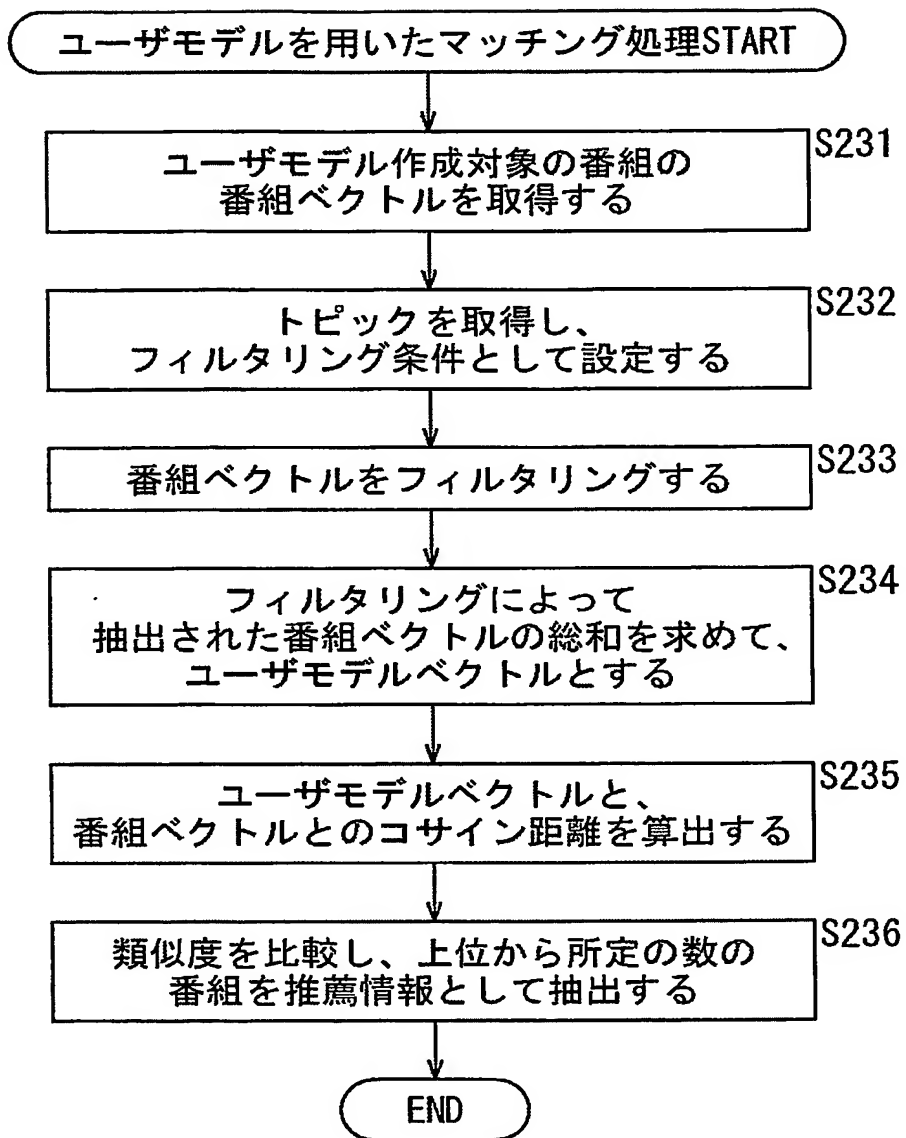 ユーザモデルを用いたマッチング処理START
S231
ユーザモデル作成対象の番組の
番組ベクトルを取得する
S232
トピックを取得し、
フィルタリング条件として設定する
S233
番組ベクトルをフィルタリングする
S234
フィルタリングによって
抽出された番組ベクトルの総和を求めて、
ユーザモデルベクトルとする
S235
ユーザモデルベクトルと、
番組ベクトルとのコサイン距離を算出する
S236
類似度を比較し、上位から所定の数の
番組を推薦情報として抽出する
END